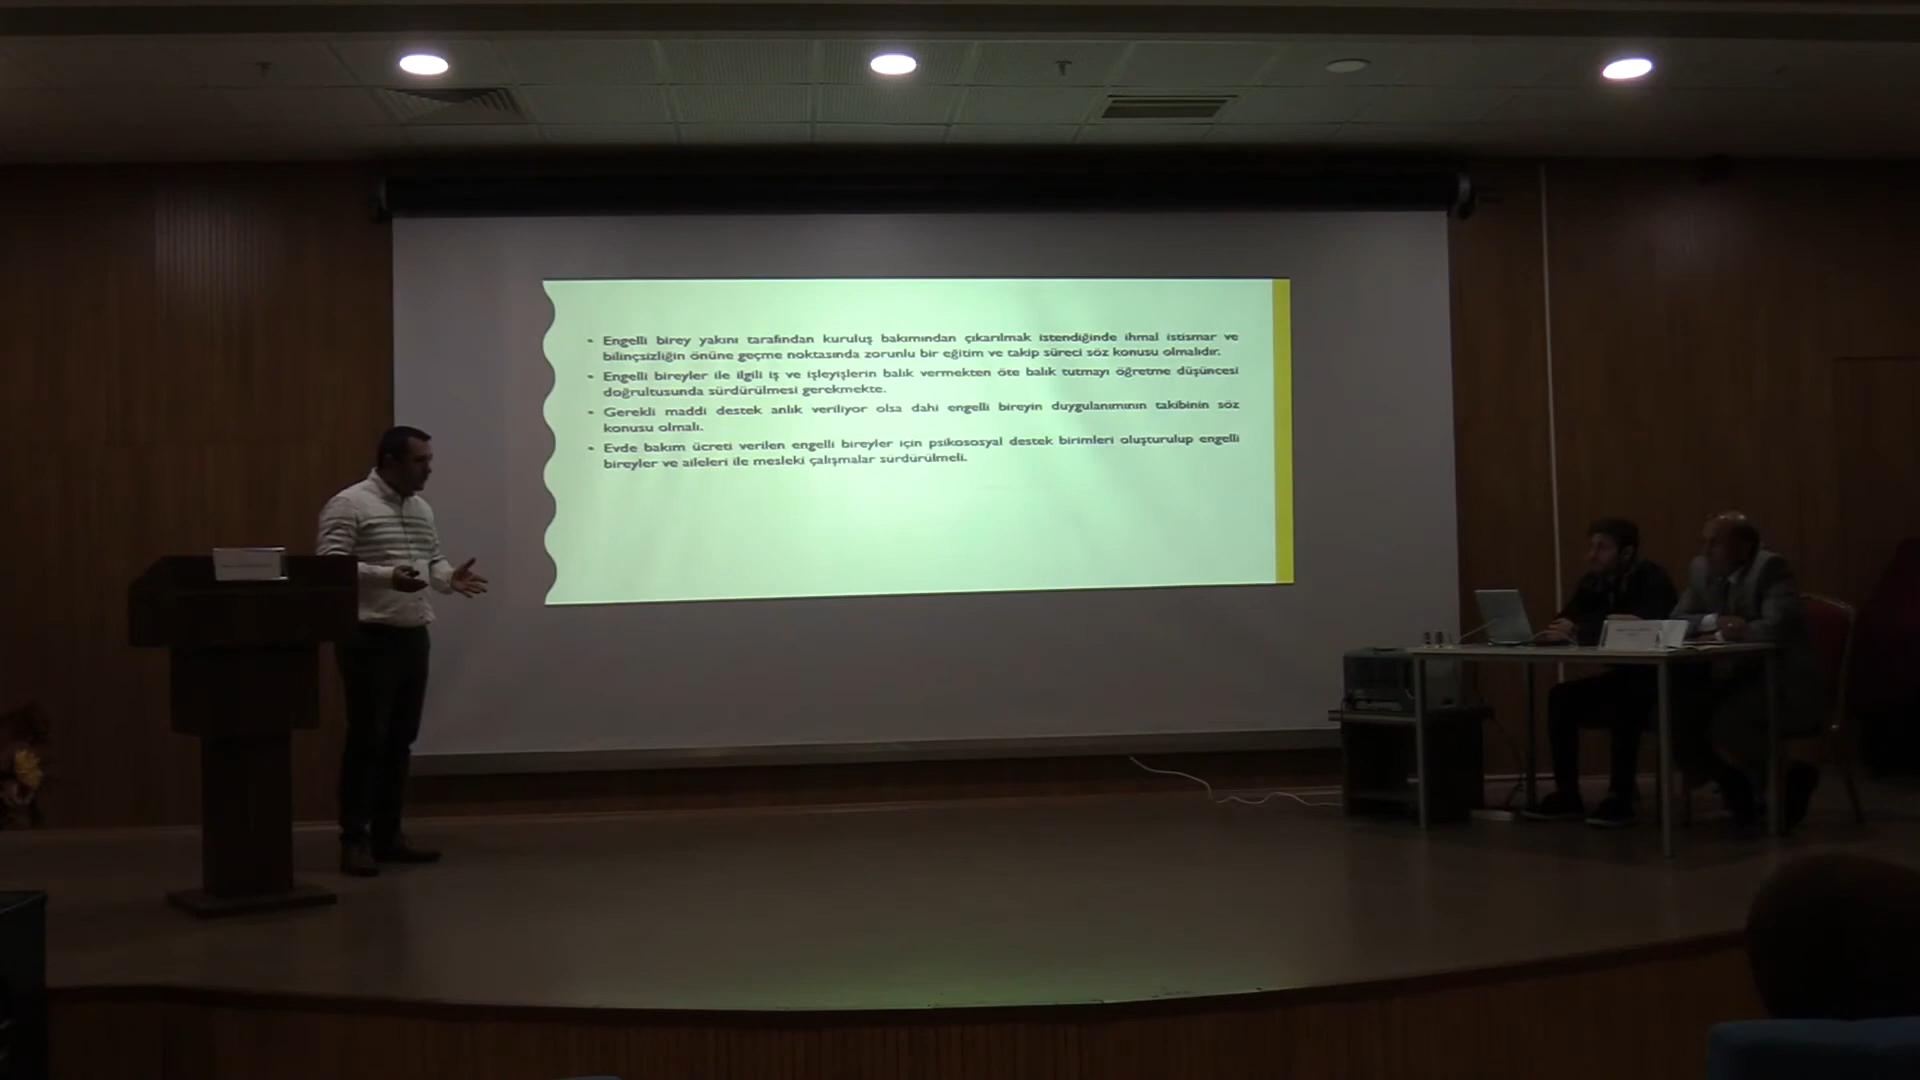 • Engelli birey yakını tarafından kuruluş bakımından çıkarılmak istendiğinde ihmal istismar ve
bilinçsizliğin önüne geçme noktasında zorunlu bir eğitim ve takip süreci söz konusu olmalıdır.
• Engelli bireyler ile ilgili iş ve işleyişlerin balık vermekten öte balık tutmayı öğretme düşüncesi
doğrultusunda sürdürülmesi gerekmekte.
• Gerekli maddi destek anlık veriliyor olsa dahi engelli bireyin duygulanımının takibinin söz
konusu olmalı.
• Evde bakım ücreti verilen engelli bireyler için psikososyal destek birimleri oluşturulup engelli
bireyler ve aileleri ile mesleki çalışmalar sürdürülmeli.